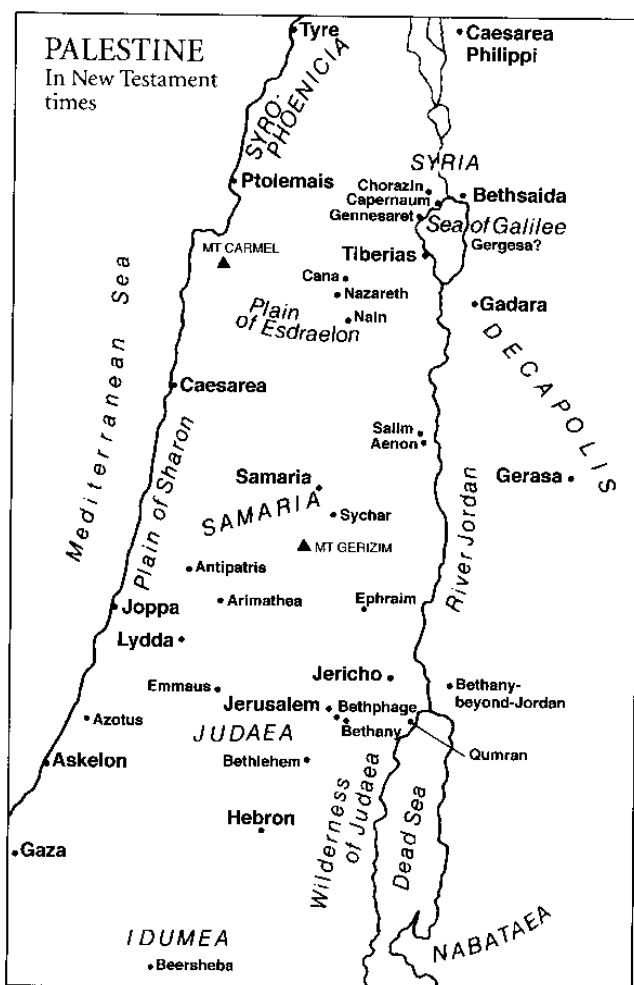 PALESTINE
In New Testament
times
Tyre
Caesarea
Philippi
SYRO-
PHOENICIA
SYRIA
Ptolemais
Chorazin
Capernaum
Gennesaret
Bethsaida
Sea of Galilee
Gergesa?
MT CARMEL
Tiberias
Cana
Nazareth
Nain
Plain
of Esdraelon
Gadara
DECAPOLIS
Mediterranean Sea
Caesarea
Salim
Aenon
Samaria
SAMARIA
Sychar
Gerasa
Plain of Sharon
MT GERIZIM
River Jordan
Antipatris
Joppa
Arimathea
Ephraim
Lydda
Jericho
Emmaus
Jerusalem
Bethphage
Bethany-
beyond-Jordan
Azotus
JUDAEA
Bethany
Qumran
Askelon
Bethlehem
Wilderness
of Judaea
Dead Sea
Hebron
Gaza
IDUMEA
NABATAEA
Beersheba